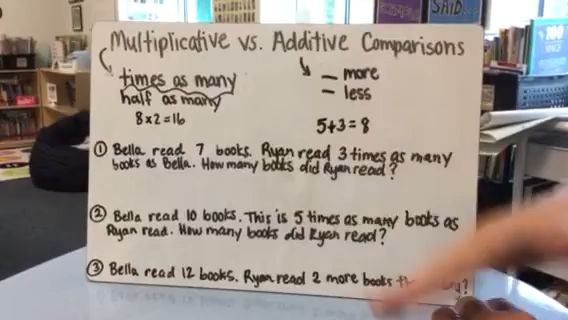 SAID...
100
Multiplicative vs. Additive Comparisons
times as many
half as many
8x2=16
— more
— less
5+3=8
① Bella read 7 books. Ryan read 3 times as many
books as Bella. How many books did Ryan read?
② Bella read 10 books. This is 5 times as many books as
Ryan read. How many books did Ryan read?
③ Bella read 12 books. Ryan read 2 more books